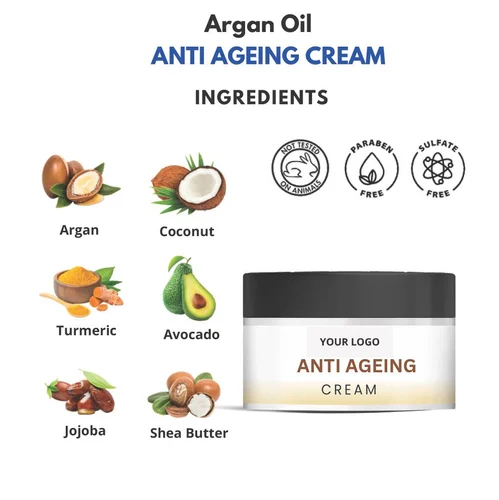 Argan Oil
ANTI AGEING CREAM
INGREDIENTS
NOT TESTED
ON ANIMALS
PARABEN
FREE
SULFATE
FREE
Argan
Coconut
Turmeric
Avocado
Jojoba
Shea Butter
YOUR LOGO
ANTI AGEING
CREAM